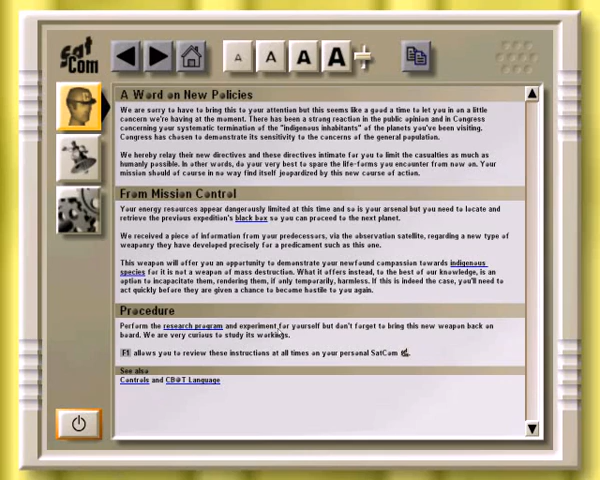 Sat
Com
A A A A
A Word on New Policies
We are sorry to have to bring this to your attention but this seems like a good a time to let you in on a little
concern we're having at the moment. There has been a strong reaction in the public opinion and in Congress
concerning your systematic termination of the "indigenous inhabitants" of the planets you've been visiting.
Congress has chosen to demonstrate its sensitivity to the concerns of the general population.
We hereby relay their new directives and these directives intimate for you to limit the casualties as much as
humanly possible. In other words, do your very best to spare the life-forms you encounter from now on. Your
mission should of course in no way find itself jeopardized by this new course of action.
From Mission Control
Your energy resources appear dangerously limited at this time and so is your arsenal but you need to locate and
retrieve the previous expedition's black box so you can proceed to the next planet.
We received a piece of information from your predecessors, via the observation satellite, regarding a new type of
weaponry they have developed precisely for a predicament such as this one.
This weapon will offer you an opportunity to demonstrate your newfound compassion towards indigenous
species for it is not a weapon of mass destruction. What it offers instead, to the best of our knowledge, is an
option to incapacitate them, rendering them, if only temporarily, harmless. If this is indeed the case, you'll need to
act quickly before they are given a chance to become hostile to you again.
Procedure
Perform the research program and experiment for yourself but don't forget to bring this new weapon back on
board. We are very curious to study its workings.
F1 allows you to review these instructions at all times on your personal SatCom
See also
Controls and CB@T Language